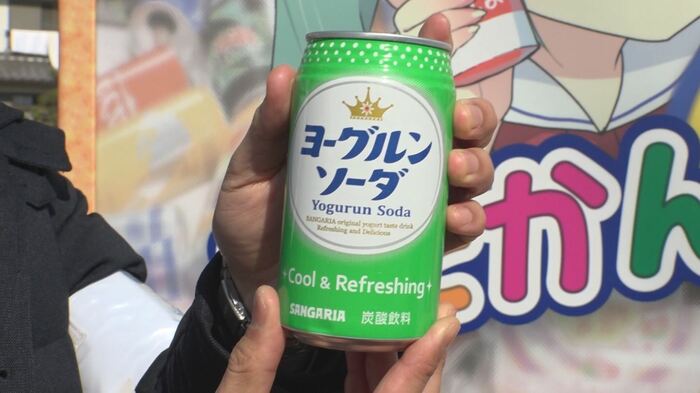 ヨーグルン
ソーダ
Yogurun Soda
SANGARIA original yogurt taste drink
Refreshing and Delicious
Cool & Refreshing
SANGARIA 炭酸飲料
かん